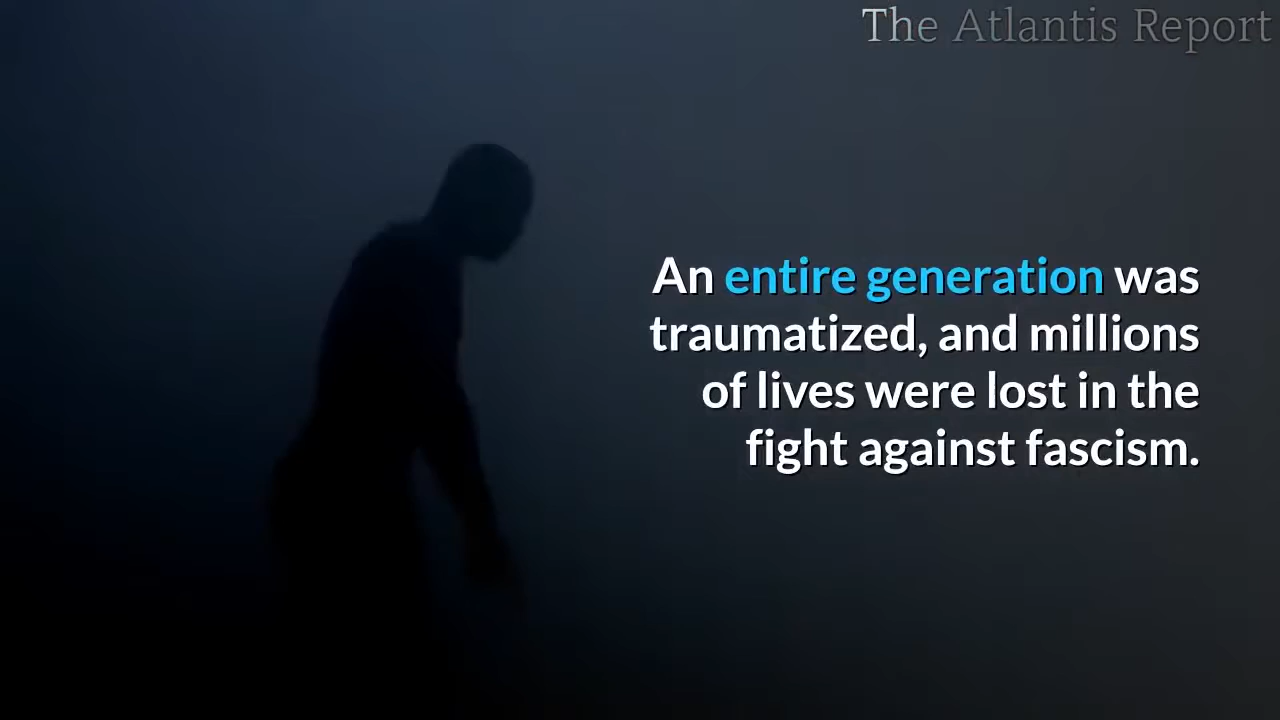 The Atlantis Report
An entire generation was
traumatized, and millions
of lives were lost in the
fight against fascism.